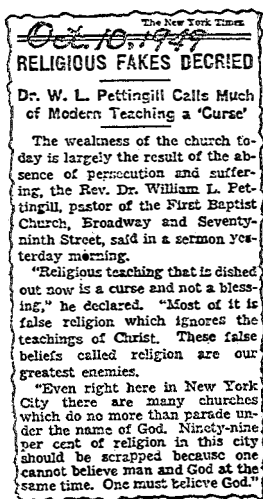 The New York Times
Oct. 10, 1949
RELIGIOUS FAKES DECRIED
Dr. W. L. Pettingill Calls Much
of Modern Teaching a 'Curse'
The weakness of the church to-
day is largely the result of the ab-
sence of persecution and suffer-
ing, the Rev. Dr. William L. Pet-
tingill, pastor of the First Baptist
Church, Broadway and Seventy-
ninth Street, said in a sermon yes-
terday morning.
"Religious teaching that is dished
out now is a curse and not a bless-
ing," he declared. "Most of it is
false religion which ignores the
teachings of Christ. These false
beliefs called religion are our
greatest enemies.
"Even right here in New York
City there are many churches
which do no more than parade un-
der the name of God. Ninety-nine
per cent of religion in this city
should be scrapped because one
cannot believe man and God at the
same time. One must believe God."